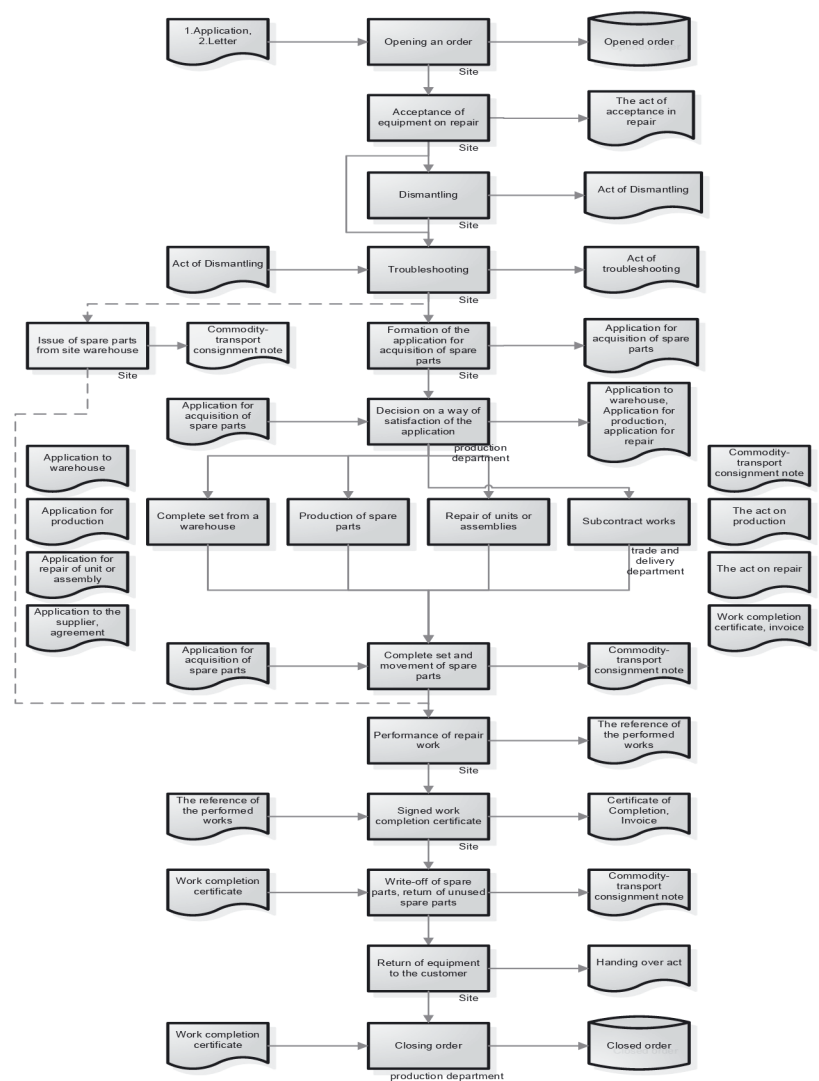 1.Application,
2.Letter
Opening an order
Opened order
Site
Acceptance of
equipment on repair
The act of
acceptance in
repair
Site
Dismantling
Act of Dismantling
Site
Act of Dismantling
Troubleshooting
Act of
troubleshooting
Site
Issue of spare parts
from site warehouse
Commodity-
transport
consignment note
Formation of the
application for
acquisition of spare
parts
Application for
acquisition of spare
parts
Site
Site
Application for
acquisition of
spare parts
Decision on a way of
satisfaction of the
application
Application to
warehouse,
Application for
production,
application for
repair
production
department
Application to
warehouse
Commodity-
transport
consignment note
Application for
production
Complete set from a
warehouse
Production of spare
parts
Repair of units or
assemblies
Subcontract works
The act on
production
trade and
delivery
department
Application for
repair of unit or
assembly
The act on repair
Application to the
supplier,
agreement
Work completion
certificate, invoice
Application for
acquisition of
spare parts
Complete set and
movement of spare
parts
Commodity-
transport
consignment note
Performance of repair
work
The reference of
the performed
works
Site
The reference of
the performed
works
Signed work
completion certificate
Certificate of
Completion,
Invoice
Site
Work completion
certificate
Write-off of spare
parts, return of unused
spare parts
Commodity-
transport
consignment note
Return of equipment
to the customer
Handing over act
Site
Work completion
certificate
Closing order
Closed order
production department